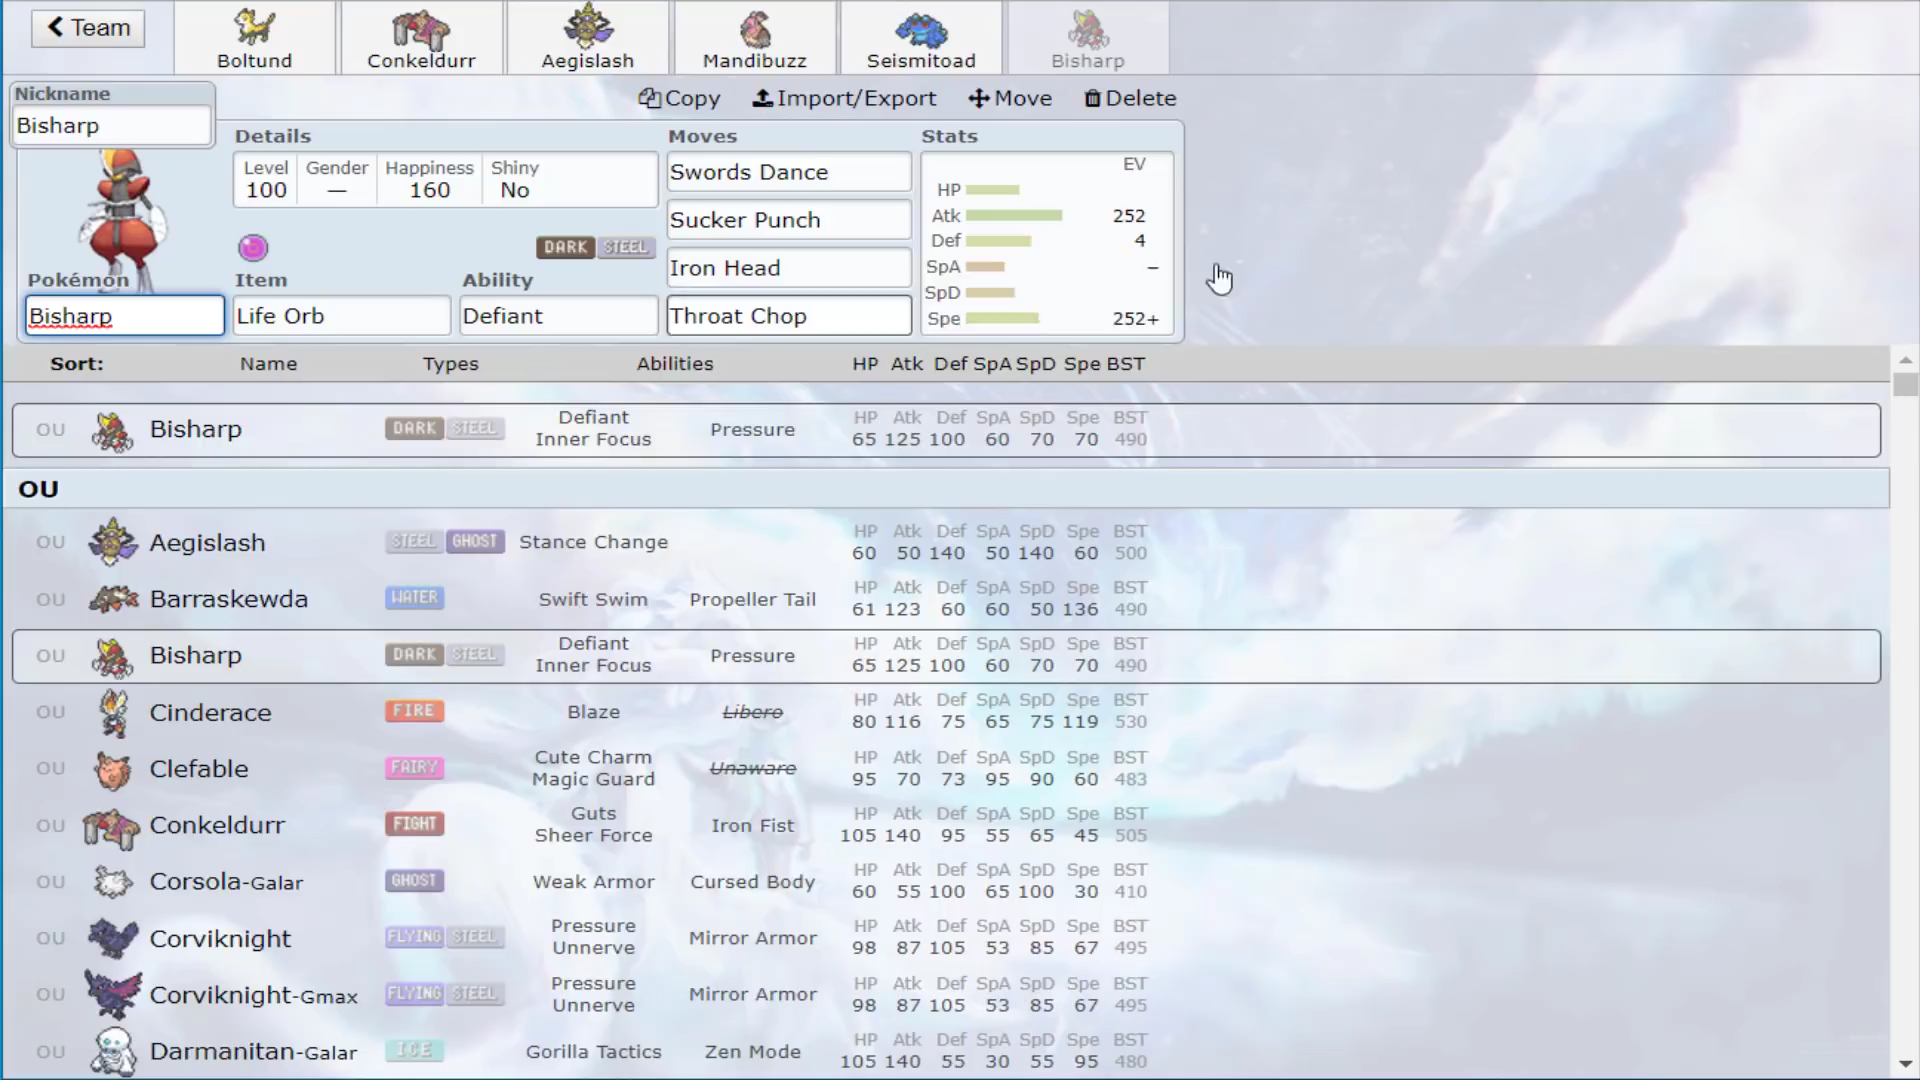 Team
Boltund
Conkeldurr
Aegislash
Mandibuzz
Seismitoad
Bisharp
Nickname
Bisharp
Copy
Import/Export
Move
Delete
Details
Moves
Stats
Level Gender Happiness Shiny
100 — 160 No
DARK STEEL
Pokémon
Bisharp
Item
Life Orb
Ability
Defiant
Swords Dance
Sucker Punch
Iron Head
Throat Chop
EV
HP
Atk 252
Def 4
SpA −
SpD
Spe 252+
Sort: Name Types Abilities HP Atk Def SpA SpD Spe BST
OU Bisharp DARK STEEL Defiant Inner Focus Pressure HP Atk Def SpA SpD Spe BST
65 125 100 60 70 70 490
OU
OU Aegislash STEEL GHOST Stance Change HP Atk Def SpA SpD Spe BST
60 50 140 50 140 60 500
OU Barraskewda WATER Swift Swim Propeller Tail HP Atk Def SpA SpD Spe BST
61 123 60 60 50 136 490
OU Bisharp DARK STEEL Defiant Inner Focus Pressure HP Atk Def SpA SpD Spe BST
65 125 100 60 70 70 490
OU Cinderace FIRE Blaze Libero HP Atk Def SpA SpD Spe BST
80 116 75 65 75 119 530
OU Clefable FAIRY Cute Charm Magic Guard Unaware HP Atk Def SpA SpD Spe BST
95 70 73 95 90 60 483
OU Conkeldurr FIGHT Guts Sheer Force Iron Fist HP Atk Def SpA SpD Spe BST
105 140 95 55 65 45 505
OU Corsola-Galar GHOST Weak Armor Cursed Body HP Atk Def SpA SpD Spe BST
60 55 100 65 100 30 410
OU Corviknight FLYING STEEL Pressure Unnerve Mirror Armor HP Atk Def SpA SpD Spe BST
98 87 105 53 85 67 495
OU Corviknight-Gmax FLYING STEEL Pressure Unnerve Mirror Armor HP Atk Def SpA SpD Spe BST
98 87 105 53 85 67 495
OU Darmanitan-Galar ICE Gorilla Tactics Zen Mode HP Atk Def SpA SpD Spe BST
105 140 55 30 55 95 480